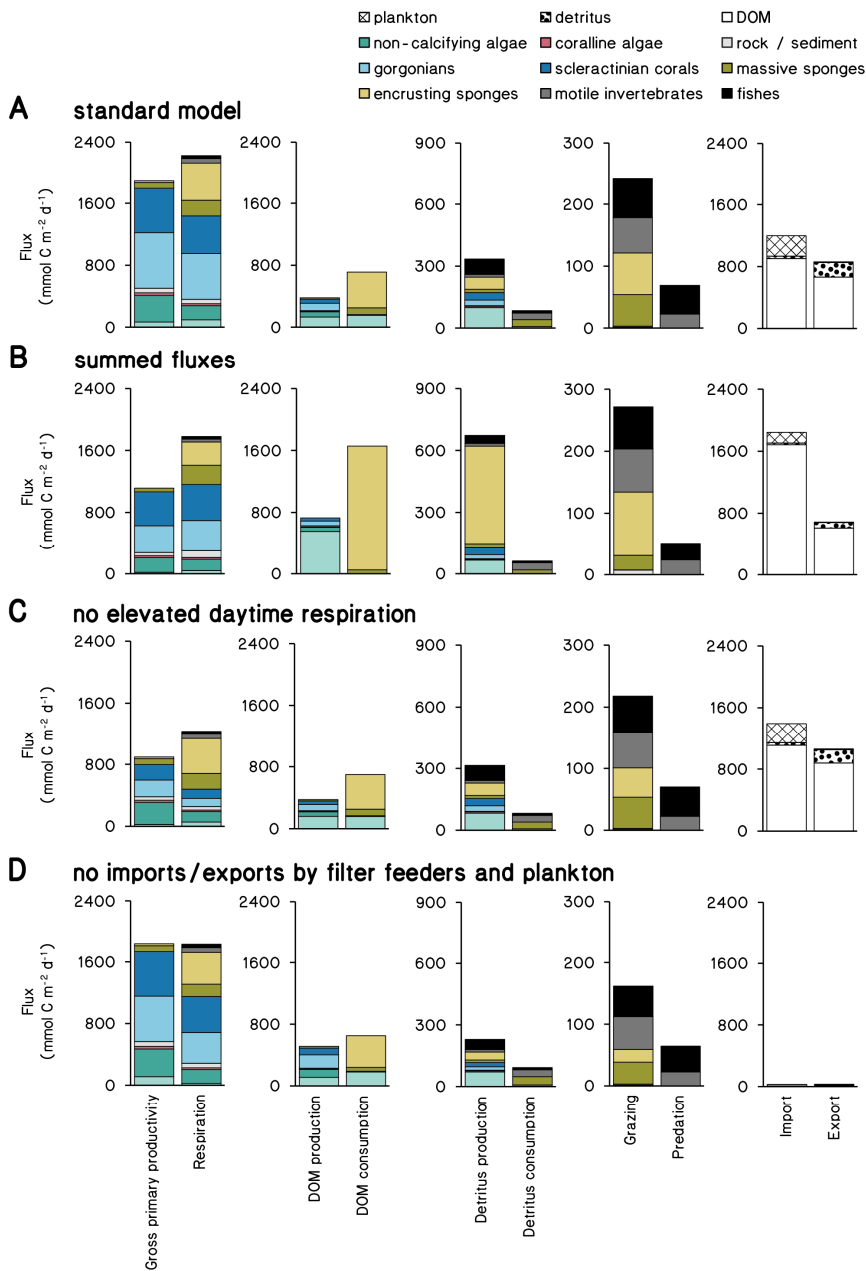 plankton detritus DOM
non-calcifying algae coralline algae rock / sediment
gorgonians scleractinian corals massive sponges
encrusting sponges motile invertebrates fishes
A standard model
2400 2400 900 300 2400
1600 1600 600 200 1600
800 800 300 100 800
0 0 0 0 0
Flux
(mmol C m⁻² d⁻¹)
B summed fluxes
2400 2400 900 300 2400
1600 1600 600 200 1600
800 800 300 100 800
0 0 0 0 0
Flux
(mmol C m⁻² d⁻¹)
C no elevated daytime respiration
2400 2400 900 300 2400
1600 1600 600 200 1600
800 800 300 100 800
0 0 0 0 0
Flux
(mmol C m⁻² d⁻¹)
D no imports/exports by filter feeders and plankton
2400 2400 900 300 2400
1600 1600 600 200 1600
800 800 300 100 800
0 0 0 0 0
Flux
(mmol C m⁻² d⁻¹)
Gross primary productivity
Respiration
DOM production
DOM consumption
Detritus production
Detritus consumption
Grazing
Predation
Import
Export